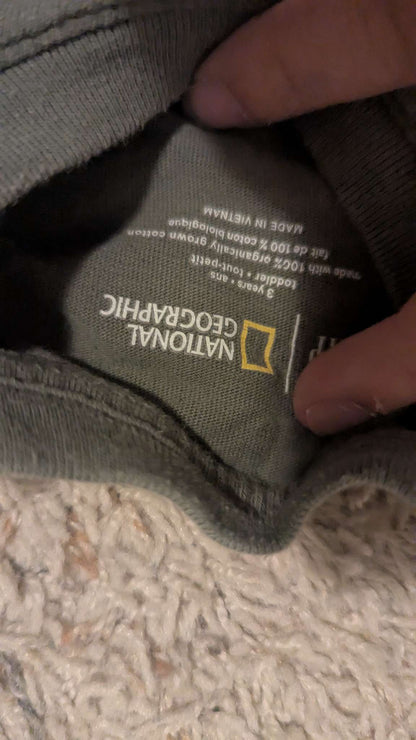 NATIONAL
GEOGRAPHIC
3 years • ans
toddler • tout-petit
made with 100% organically grown cotton
fait de 100% coton biologique
MADE IN VIETNAM